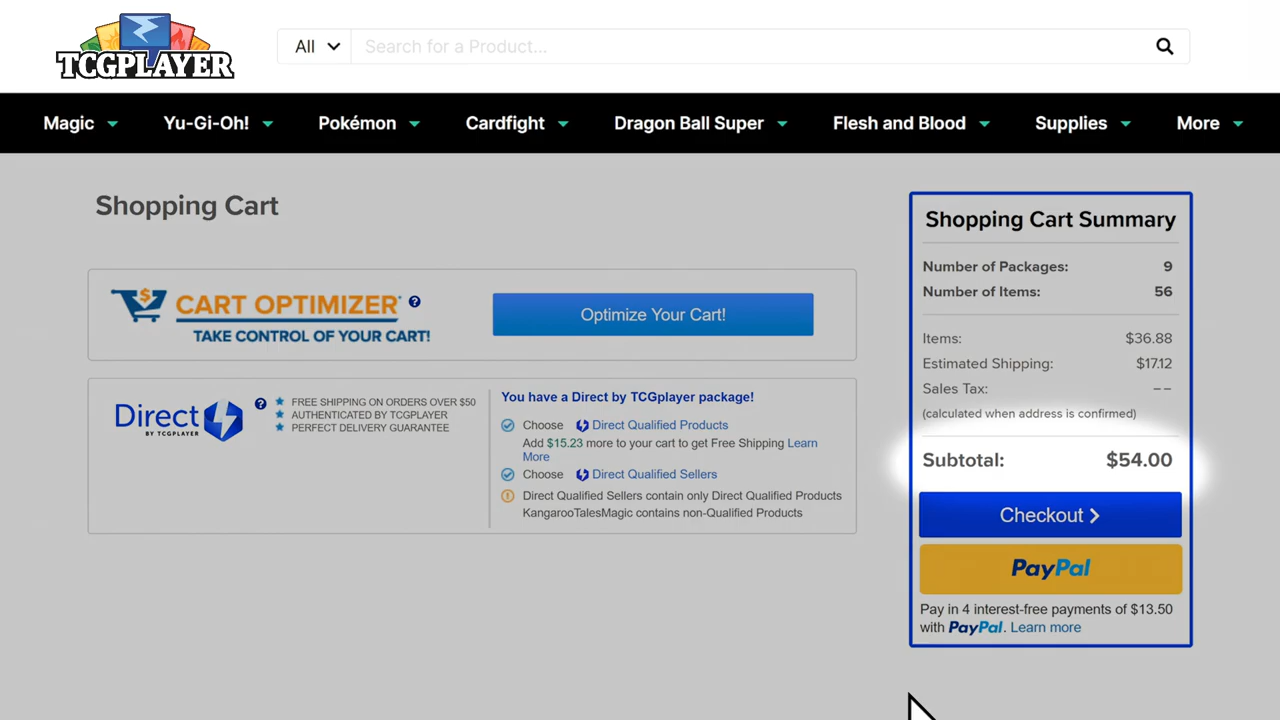 TCGPLAYER
All
Search for a Product...
Magic
Yu-Gi-Oh!
Pokémon
Cardfight
Dragon Ball Super
Flesh and Blood
Supplies
More
Shopping Cart
CART OPTIMIZER
TAKE CONTROL OF YOUR CART!
Optimize Your Cart!
Direct
BY TCGPLAYER
FREE SHIPPING ON ORDERS OVER $50
AUTHENTICATED BY TCGPLAYER
PERFECT DELIVERY GUARANTEE
You have a Direct by TCGplayer package!
Choose Direct Qualified Products
Add $15.23 more to your cart to get Free Shipping Learn
More
Choose Direct Qualified Sellers
Direct Qualified Sellers contain only Direct Qualified Products
KangarooTalesMagic contains non-Qualified Products
Shopping Cart Summary
Number of Packages: 9
Number of Items: 56
Items: $36.88
Estimated Shipping: $17.12
Sales Tax: --
(calculated when address is confirmed)
Subtotal: $54.00
Checkout
PayPal
Pay in 4 interest-free payments of $13.50
with PayPal. Learn more